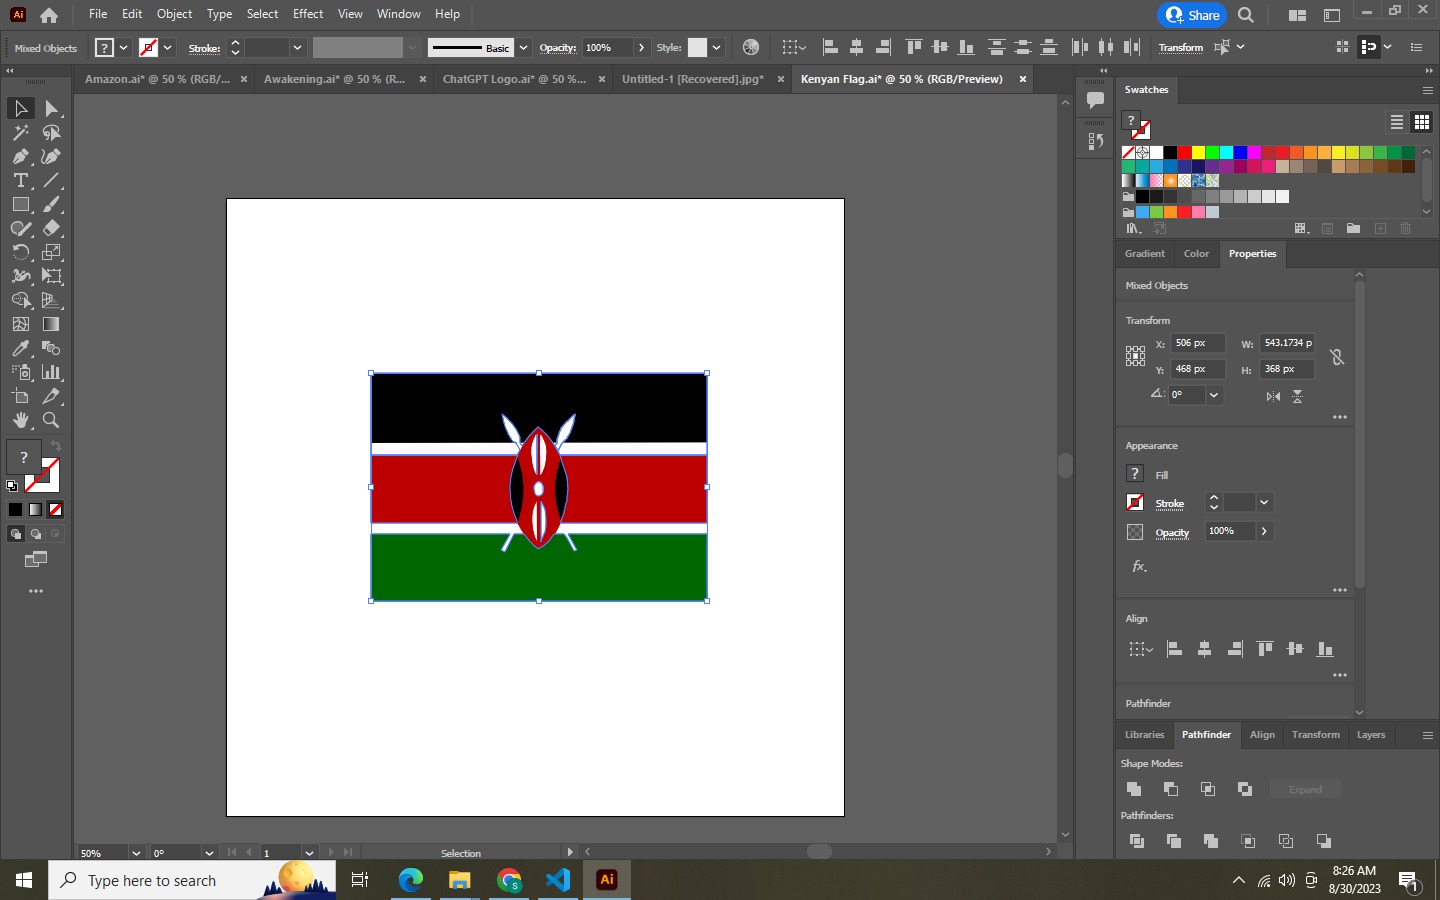 Ai
File Edit Object Type Select Effect View Window Help
Share
Mixed Objects ? Stroke: Basic Opacity: 100% Style: Transform
Amazon.ai* @ 50 % (RGB/... × Awakening.ai* @ 50 % (R... × ChatGPT Logo.ai* @ 50 %... × Untitled-1 [Recovered].jpg* × Kenyan Flag.ai* @ 50 % (RGB/Preview) ×
Swatches
?
Gradient Color Properties
Mixed Objects
Transform
X: 506 px W: 543.1734 p
Y: 468 px H: 368 px
0°
Appearance
? Fill
Stroke
Opacity 100%
fx.
Align
Pathfinder
Libraries Pathfinder Align Transform Layers
Shape Modes:
Expand
Pathfinders:
?
50% 0° 1 Selection
Type here to search
Ai
8:26 AM
8/30/2023
1